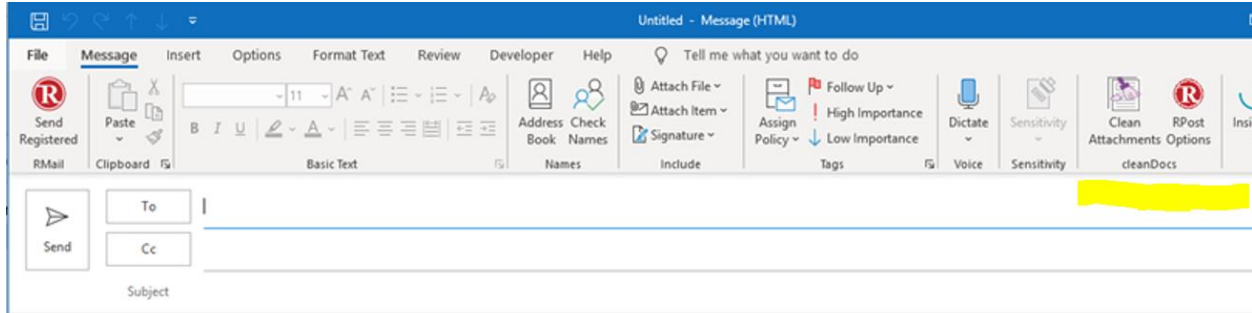 Untitled - Message (HTML)
File Message Insert Options Format Text Review Developer Help Tell me what you want to do
R Send Registered
RMail
Paste
Clipboard
11
B I U A
Basic Text
Address Book
Check Names
Names
Attach File
Attach Item
Signature
Include
Assign Policy
Follow Up
High Importance
Low Importance
Tags
Dictate
Voice
Sensitivity
Sensitivity
Clean Attachments
R RPost Options
cleanDocs
Send
To
Cc
Subject